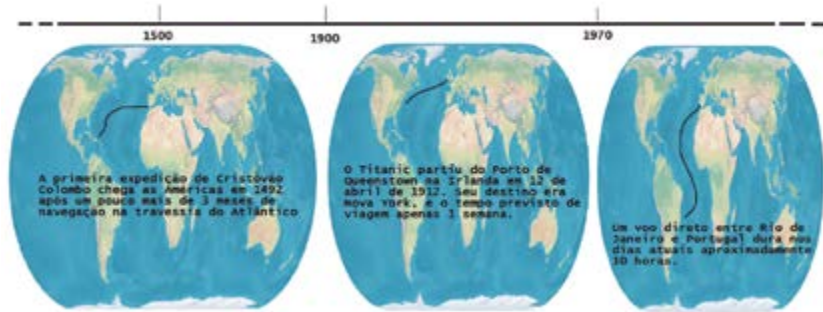 1500
1900
1970
A primeira expedição de Cristóvão
Colombo chega as Américas em 1492
após um pouco mais de 3 meses de
navegação na travessia do Atlântico
O Titanic partiu do Porto de
Queenstown na Irlanda em 12 de
abril de 1912. Seu destino era
Nova York, e o tempo previsto de
viagem apenas 1 semana.
Um voo direto entre Rio de
Janeiro e Portugal dura nos
dias atuais aproximadamente
10 horas.